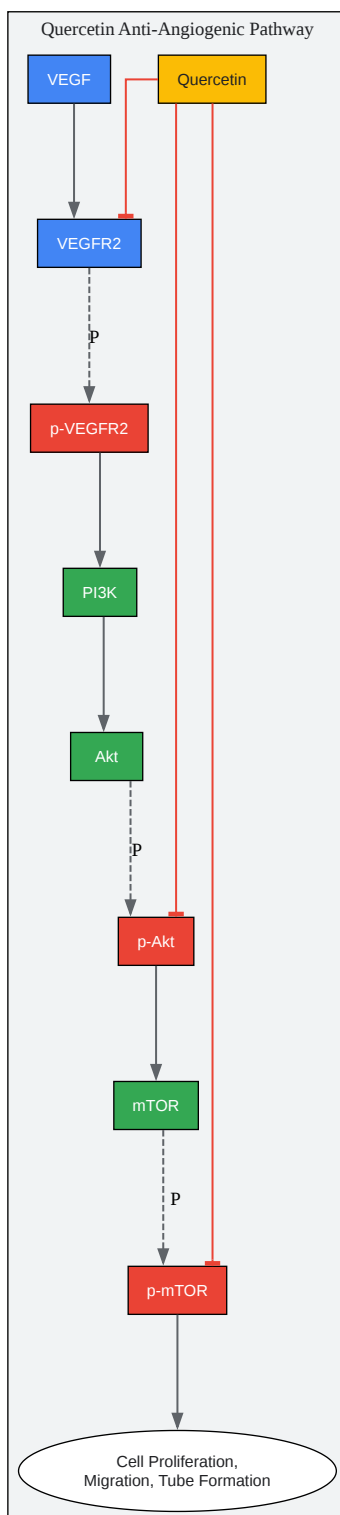 Quercetin Anti-Angiogenic Pathway
VEGF
Quercetin
VEGFR2
P
p-VEGFR2
PI3K
Akt
P
p-Akt
mTOR
P
p-mTOR
Cell Proliferation,
Migration, Tube Formation